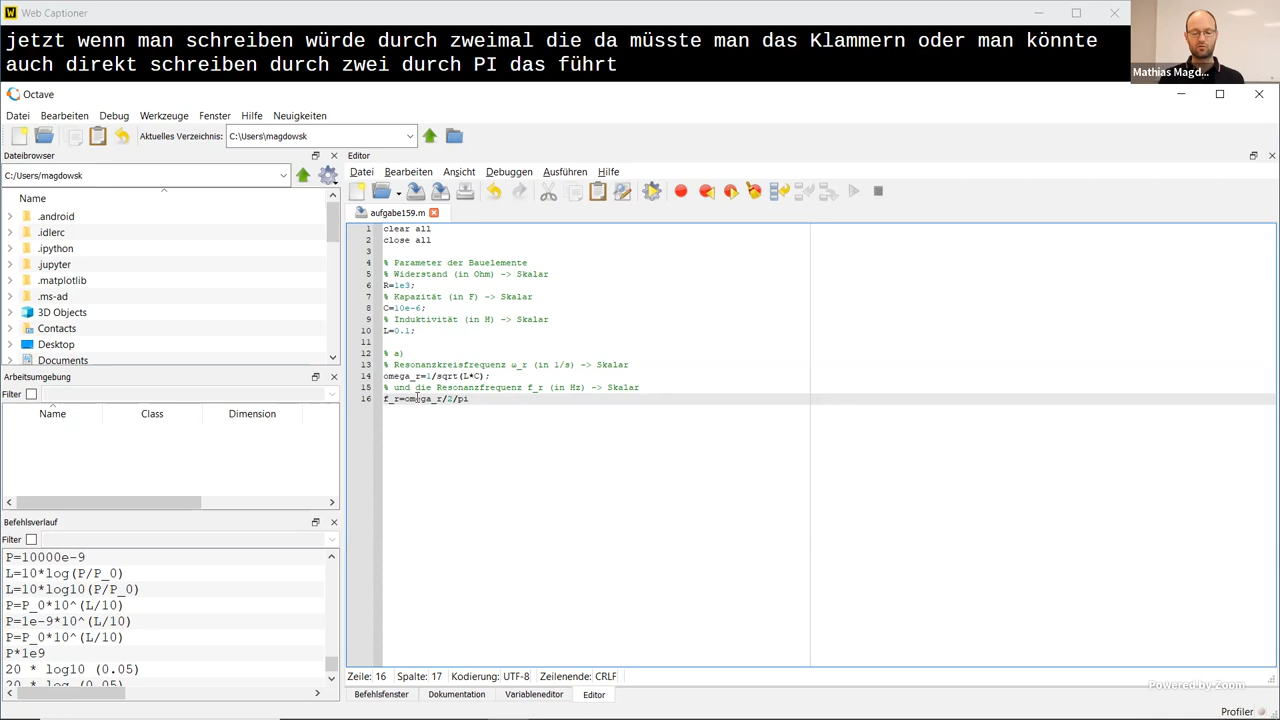 Web Captioner
jetzt wenn man schreiben würde durch zweimal die da müsste man das Klammern oder man könnte
auch direkt schreiben durch zwei durch PI das führt
Mathias Magd...
Octave
Datei Bearbeiten Debug Werkzeuge Fenster Hilfe Neuigkeiten
Aktuelles Verzeichnis: C:\Users\magdowsk
Dateibrowser
C:/Users/magdowsk
Name
.android
.idlerc
.ipython
.jupyter
.matplotlib
.ms-ad
3D Objects
Contacts
Desktop
Documents
Arbeitsumgebung
Filter
Name Class Dimension
Befehlsverlauf
Filter
P=10000e-9
L=10*log(P/P_0)
L=10*log10(P/P_0)
P=P_0*10^(L/10)
P=1e-9*10^(L/10)
P=P_0*10^(L/10)
P*1e9
20 * log10 (0.05)
20 * log (0.05)
Editor
Datei Bearbeiten Ansicht Debuggen Ausführen Hilfe
aufgabe159.m
1 clear all
2 close all
3
4 % Parameter der Bauelemente
5 % Widerstand (in Ohm) -> Skalar
6 R=1e3;
7 % Kapazität (in F) -> Skalar
8 C=10e-6;
9 % Induktivität (in H) -> Skalar
10 L=0.1;
11
12 % a)
13 % Resonanzkreisfrequenz ω_r (in 1/s) -> Skalar
14 omega_r=1/sqrt(L*C);
15 % und die Resonanzfrequenz f_r (in Hz) -> Skalar
16 f_r=omega_r/2/pi
Zeile: 16 Spalte: 17 Kodierung: UTF-8 Zeilenende: CRLF
Befehlsfenster Dokumentation Variableneditor Editor
Powered by Zoom
Profiler